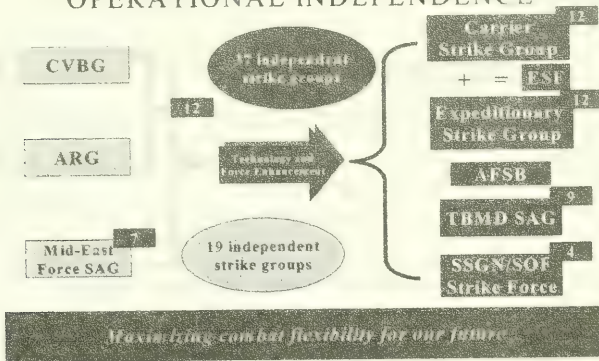 OPERATIONAL INDEPENDENCE
CVBG
12
ARG
7
Mid-East
Force SAG
37 independent
strike groups
Technology and
Force Enhancement
19 independent
strike groups
12
Carrier
Strike Group
+ = ESF
12
Expeditionary
Strike Group
AFSB
9
TBMD SAG
4
SSGN/SOF
Strike Force
Maximizing combat flexibility for our future